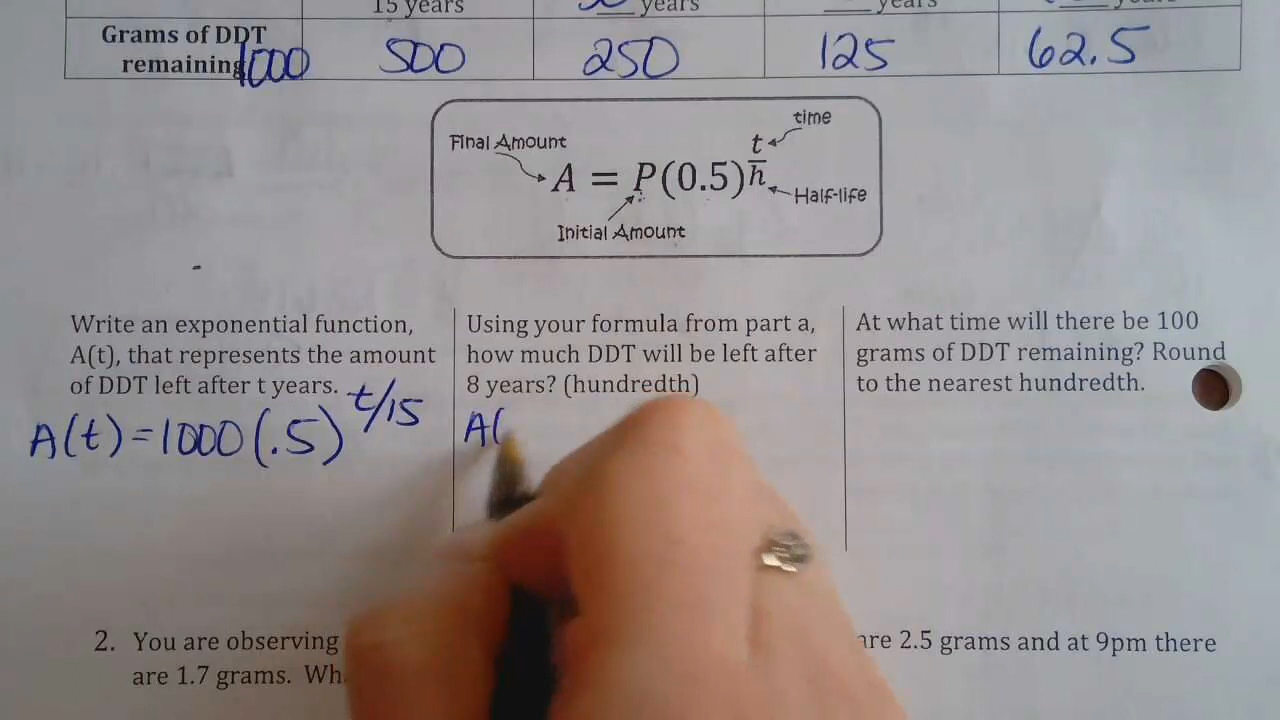 15 years years years years
Grams of DDT
remaining 1000 500 250 125 62.5
time
Final Amount t
A = P(0.5)
h
Half-life
Initial Amount
Write an exponential function,
A(t), that represents the amount
of DDT left after t years.
A(t) = 1000 (.5) t/15
Using your formula from part a,
how much DDT will be left after
8 years? (hundredth)
A(
At what time will there be 100
grams of DDT remaining? Round
to the nearest hundredth.
2. You are observing are 2.5 grams and at 9pm there
are 1.7 grams.